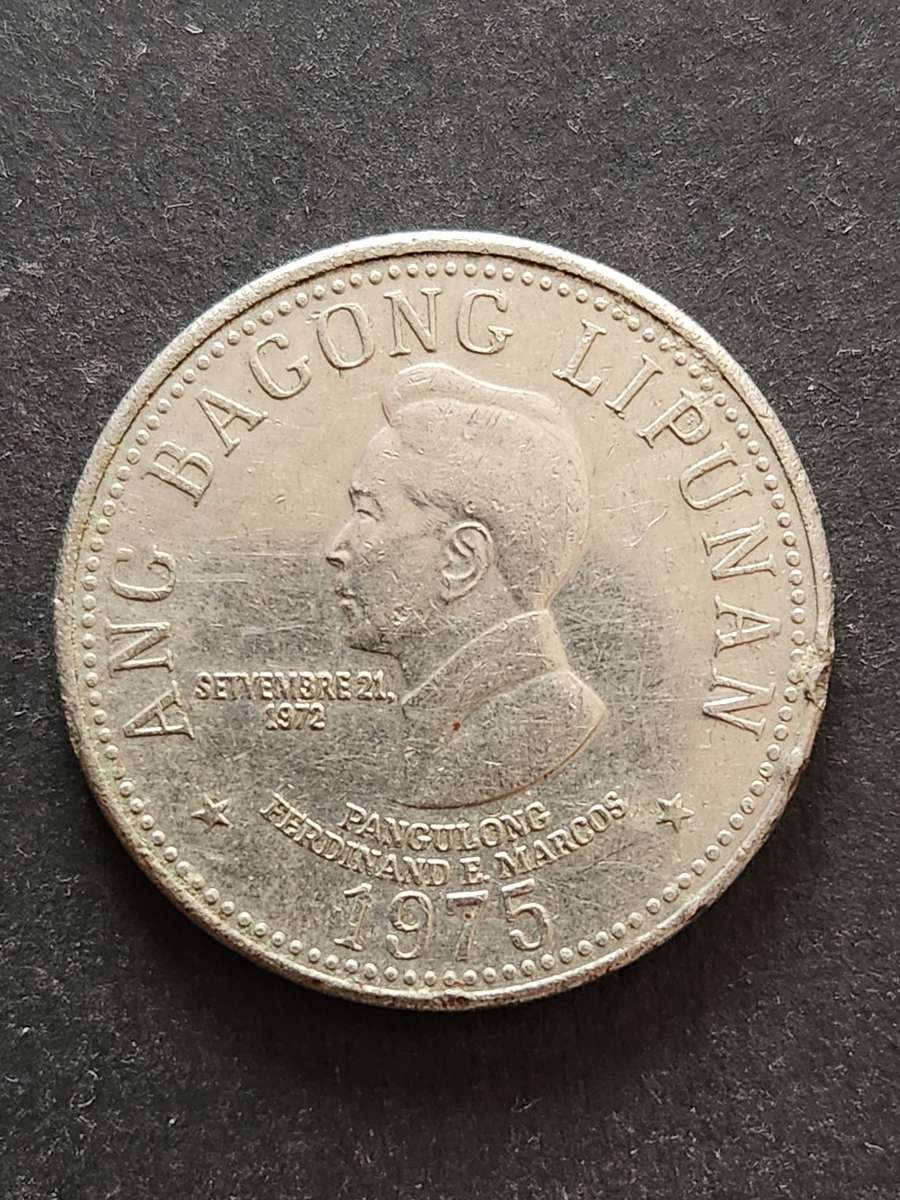 ANG BAGONG LIPUNAN
SETYEMBRE 21,
1972
PANGULONG
FERDINAND E. MARCOS
1975